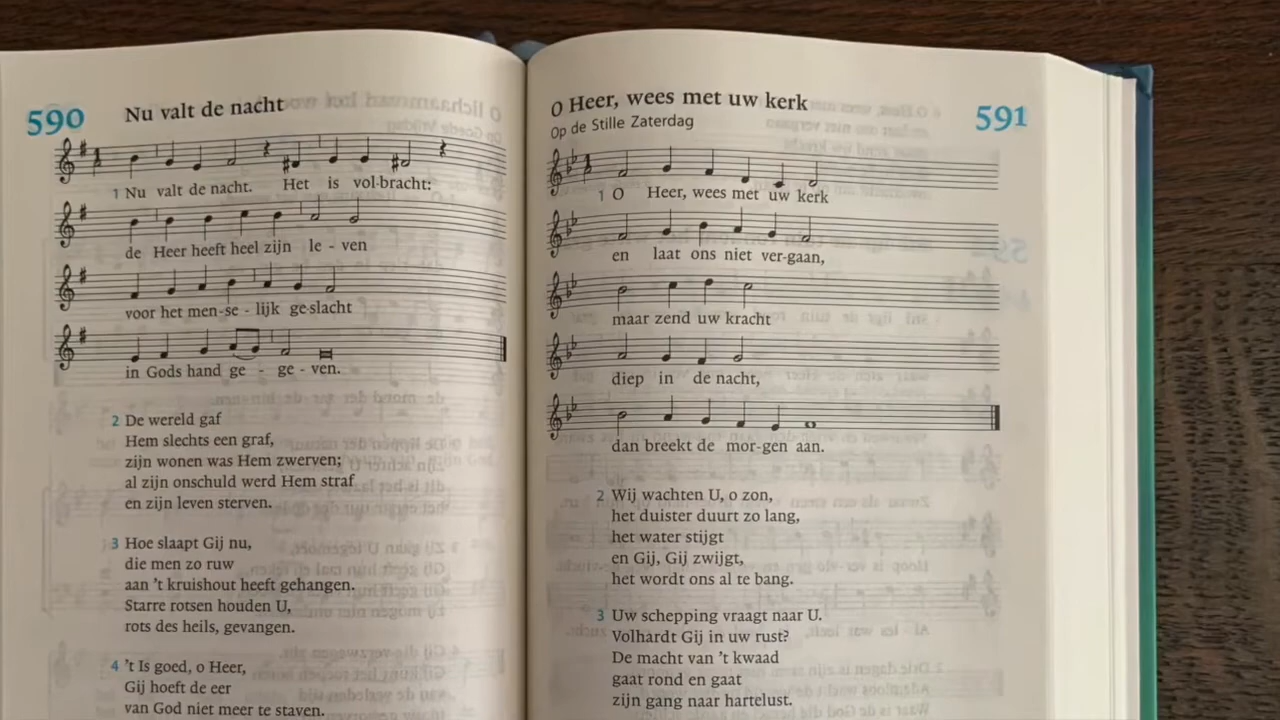 590
Nu valt de nacht
1 Nu valt de nacht. Het is vol-bracht:
de Heer heeft heel zijn le - ven
voor het men-se - lijk ge-slacht
in Gods hand ge - ge - ven.
2 De wereld gaf
Hem slechts een graf,
zijn wonen was Hem zwerven;
al zijn onschuld werd Hem straf
en zijn leven sterven.
3 Hoe slaapt Gij nu,
die men zo ruw
aan ’t kruishout heeft gehangen.
Starre rotsen houden U,
rots des heils, gevangen.
4 ’t Is goed, o Heer,
Gij hoeft de eer
van God niet meer te staven.
O Heer, wees met uw kerk
591
Op de Stille Zaterdag
1 O Heer, wees met uw kerk
en laat ons niet ver-gaan,
maar zend uw kracht
diep in de nacht,
dan breekt de mor-gen aan.
2 Wij wachten U, o zon,
het duister duurt zo lang,
het water stijgt
en Gij, Gij zwijgt,
het wordt ons al te bang.
3 Uw schepping vraagt naar U.
Volhardt Gij in uw rust?
De macht van ’t kwaad
gaat rond en gaat
zijn gang naar hartelust.